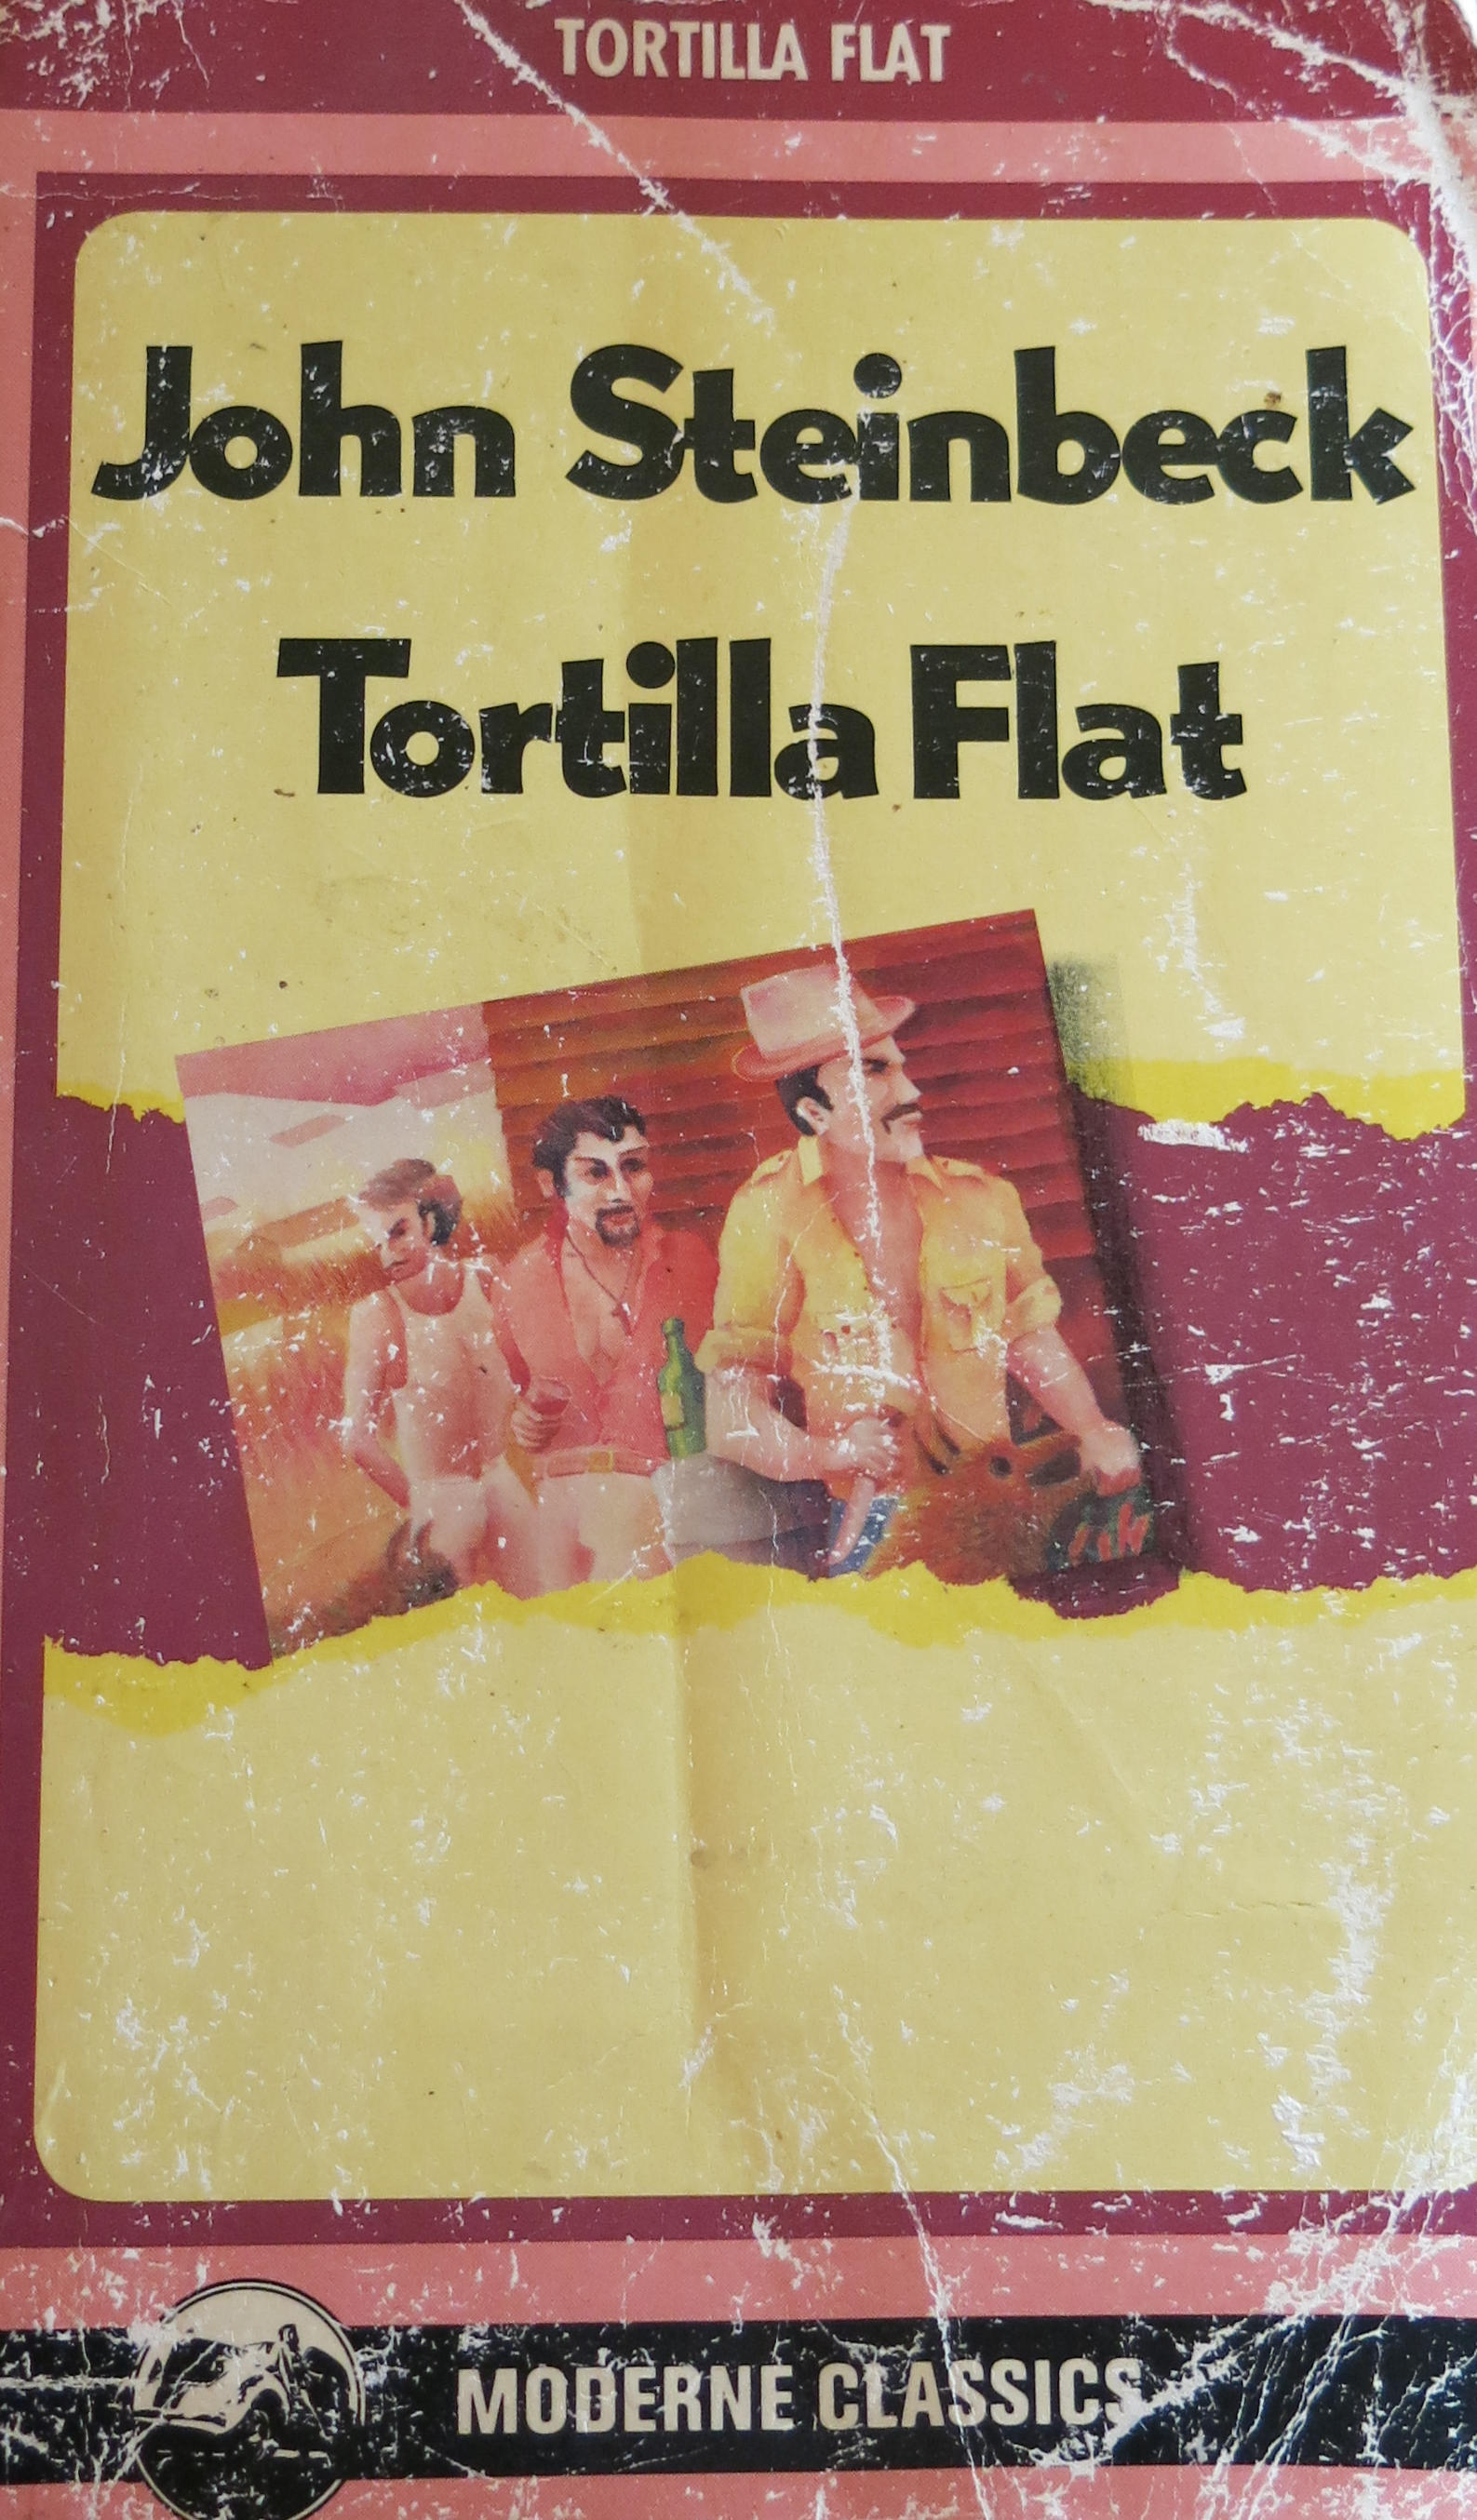 TORTILLA FLAT
John Steinbeck
Tortilla Flat
MODERNE CLASSICS